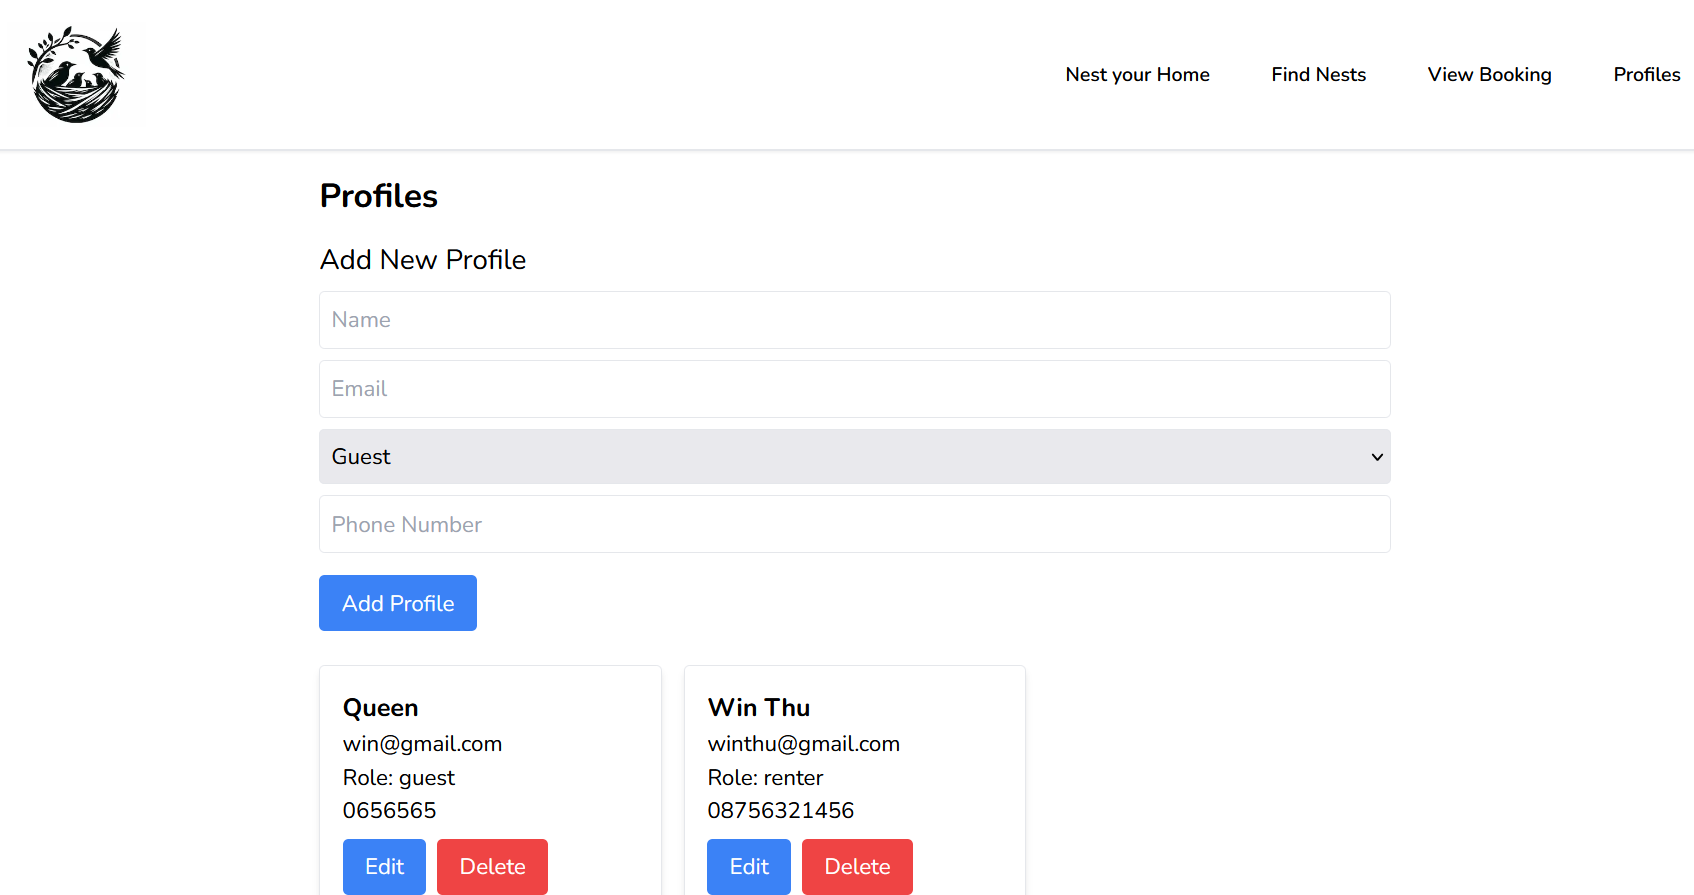 Nest your Home Find Nests View Booking Profiles
Profiles
Add New Profile
Name
Email
Guest
Phone Number
Add Profile
Queen
win@gmail.com
Role: guest
0656565
Edit Delete
Win Thu
winthu@gmail.com
Role: renter
08756321456
Edit Delete